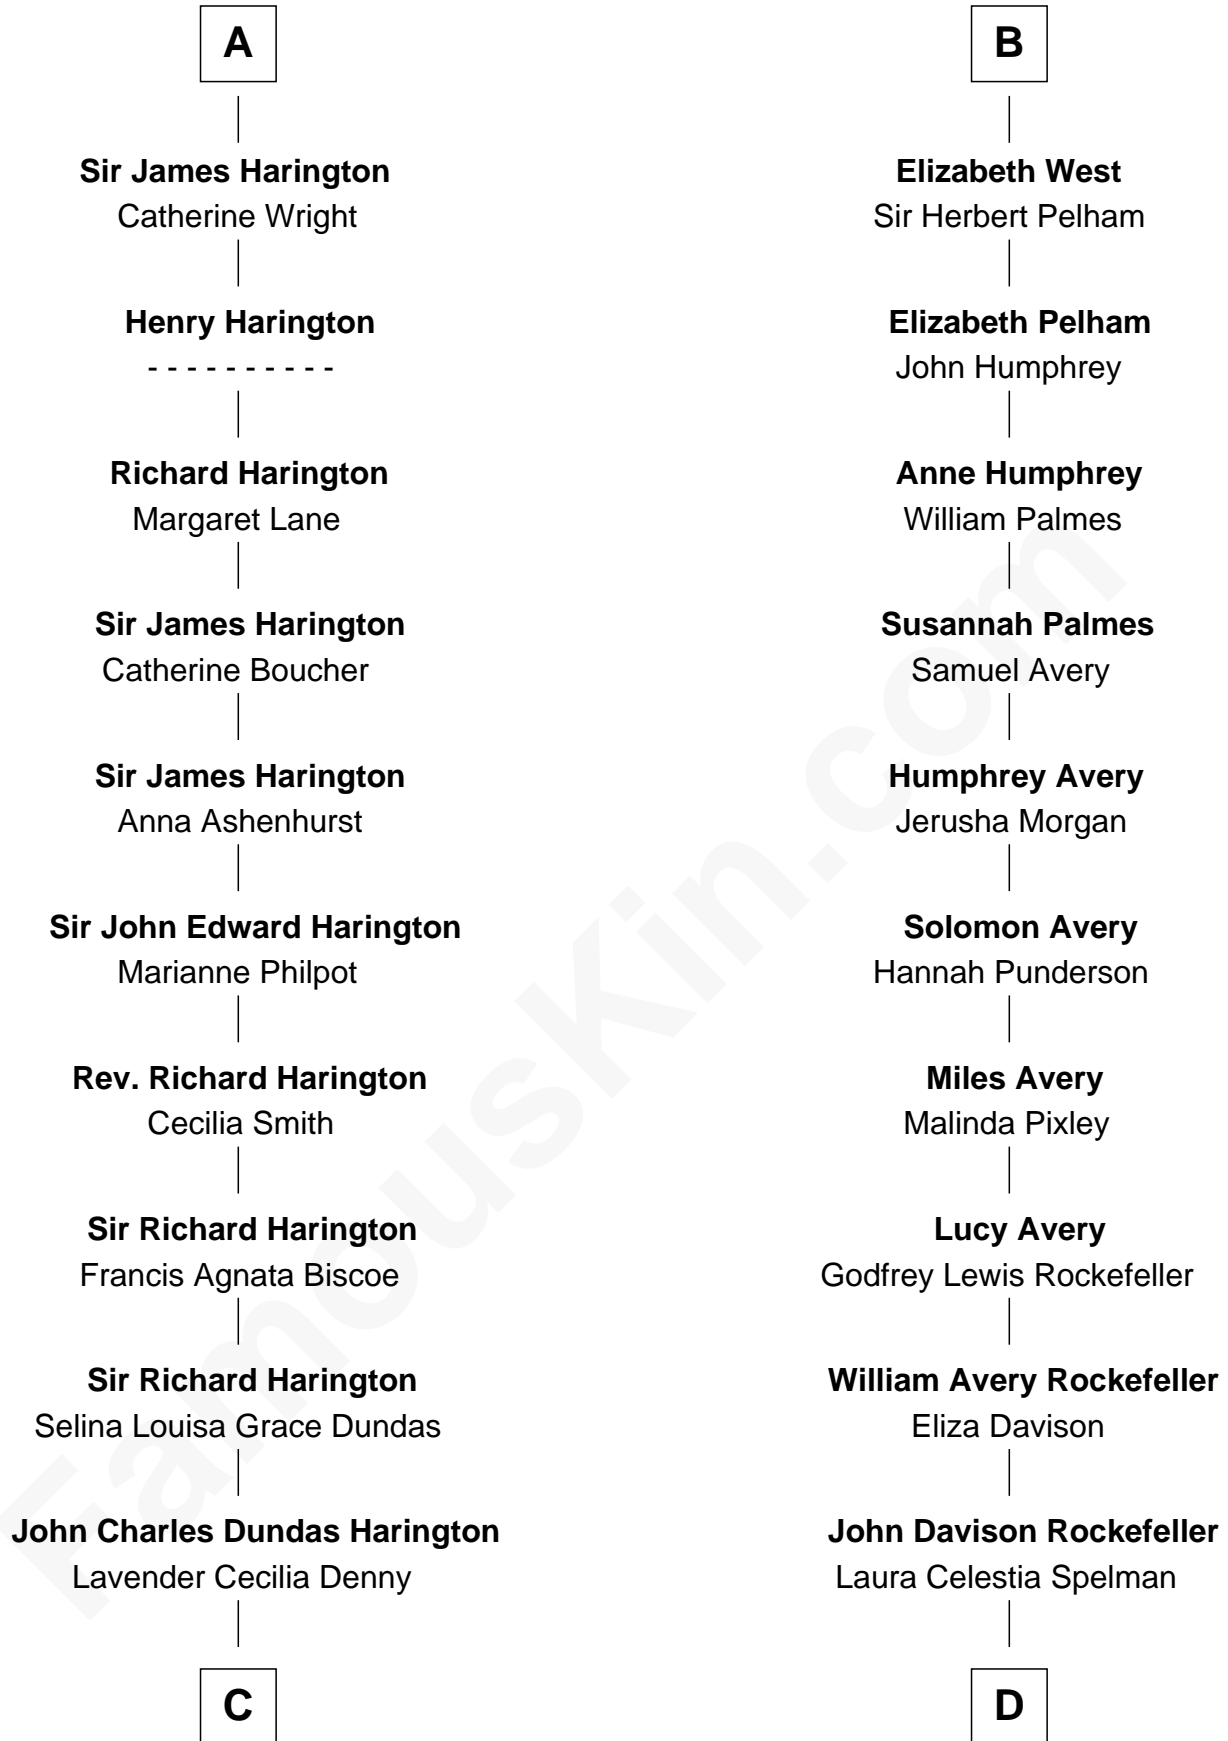 A
Sir James Harington
Catherine Wright
Henry Harington
- - - - - - - - - -
Richard Harington
Margaret Lane
Sir James Harington
Catherine Boucher
Sir James Harington
Anna Ashenhurst
Sir John Edward Harington
Marianne Philpot
Rev. Richard Harington
Cecilia Smith
Sir Richard Harington
Francis Agnata Biscoe
Sir Richard Harington
Selina Louisa Grace Dundas
John Charles Dundas Harington
Lavender Cecilia Denny
C
B
Elizabeth West
Sir Herbert Pelham
Elizabeth Pelham
John Humphrey
Anne Humphrey
William Palmes
Susannah Palmes
Samuel Avery
Humphrey Avery
Jerusha Morgan
Solomon Avery
Hannah Punderson
Miles Avery
Malinda Pixley
Lucy Avery
Godfrey Lewis Rockefeller
William Avery Rockefeller
Eliza Davison
John Davison Rockefeller
Laura Celestia Spelman
D
FamousKin.com